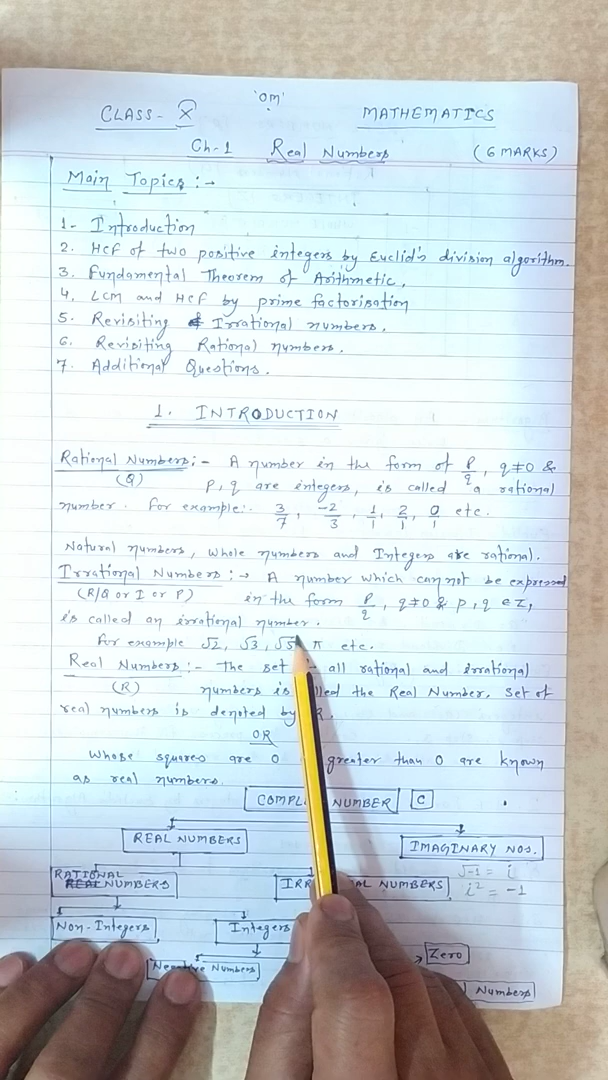 'OM'
CLASS- X MATHEMATICS
Ch-1 Real Numbers (6 MARKS)
Main Topics :→
1- Introduction
2. HCF of two positive integers by Euclid's division algorithm.
3. Fundamental Theorem of Arithmetic.
4. LCM and HCF by prime factorisation
5. Revisiting Irrational numbers.
6. Revisiting Rational numbers.
7. Additional Questions.
1. INTRODUCTION
Rational Numbers :- A number in the form of p/q, q≠0 &
(Q) p, q are integers, is called a rational
number. For example:- 3/7, -2/3, 1/1, 2/1, 0/1 etc.
Natural numbers, Whole numbers and Integers are rational.
Irrational Numbers :→ A number which can not be expressed
(R/Q or I or P) in the form p/q, q≠0 & p, q ∈ Z,
is called an irrational number.
For example √2, √3, √5, π etc.
Real Numbers :- The set all rational and irrational
(R) numbers is called the Real Number. Set of
real numbers is denoted by R.
OR
Whose squares are 0 greater than 0 are known
as real numbers.
NUMBER C
REAL NUMBERS IMAGINARY NOS.
RATIONAL NUMBERS NUMBERS √-1 = i
i² = -1
Non-Integers Integers
Negative Numbers Zero
Numbers